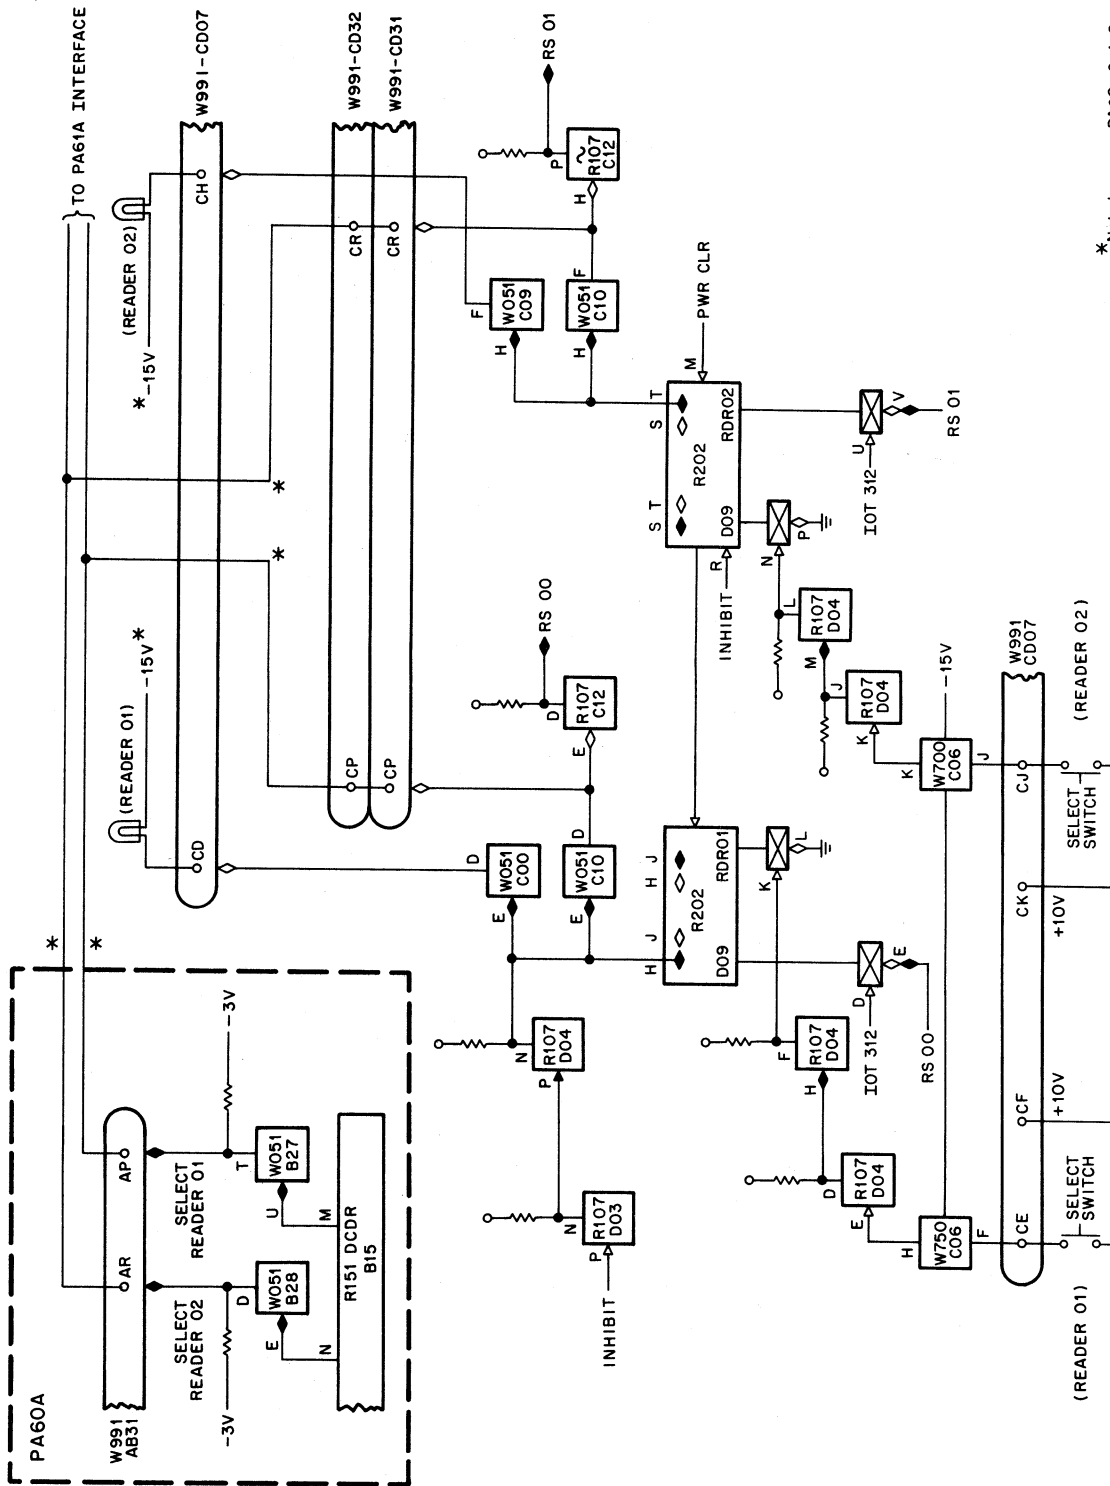 TO PA61A INTERFACE
W991-CD07
W991-CD32
W991-CD31
RS 01
(READER 02)
* -15V
CH
CR
CR
P
~
R107
C12
H
F
W051
C09
H
F
W051
C10
H
PWR CLR
M
*
*
S T
S T
R202
D09
RDR02
R
INHIBIT
N
P
IOT 312
U
V
RS 01
(READER 01)
-15V *
CD
CP
CP
RS 00
D
R107
C12
E
D
W051
C00
E
D
W051
C10
E
H J
H J
R202
D09
RDR01
K
L
L
R107
D04
M
J
R107
D04
K
K
W700
C06
-15V
J
W991
CD07
CJ
SELECT
SWITCH
(READER 02)
CK
+10V
*
*
PA60A
W991
AB31
AR
AP
SELECT
READER 02
SELECT
READER 01
-3V
-3V
D
W051
B28
E
T
W051
B27
U
N
M
R151 DCDR
B15
N
R107
D04
P
N
R107
D03
P
INHIBIT
F
R107
D04
H
D
R107
D04
E
H
W750
C06
F
IOT 312
D
E
RS 00
CF
+10V
CE
SELECT
SWITCH
(READER 01)
*